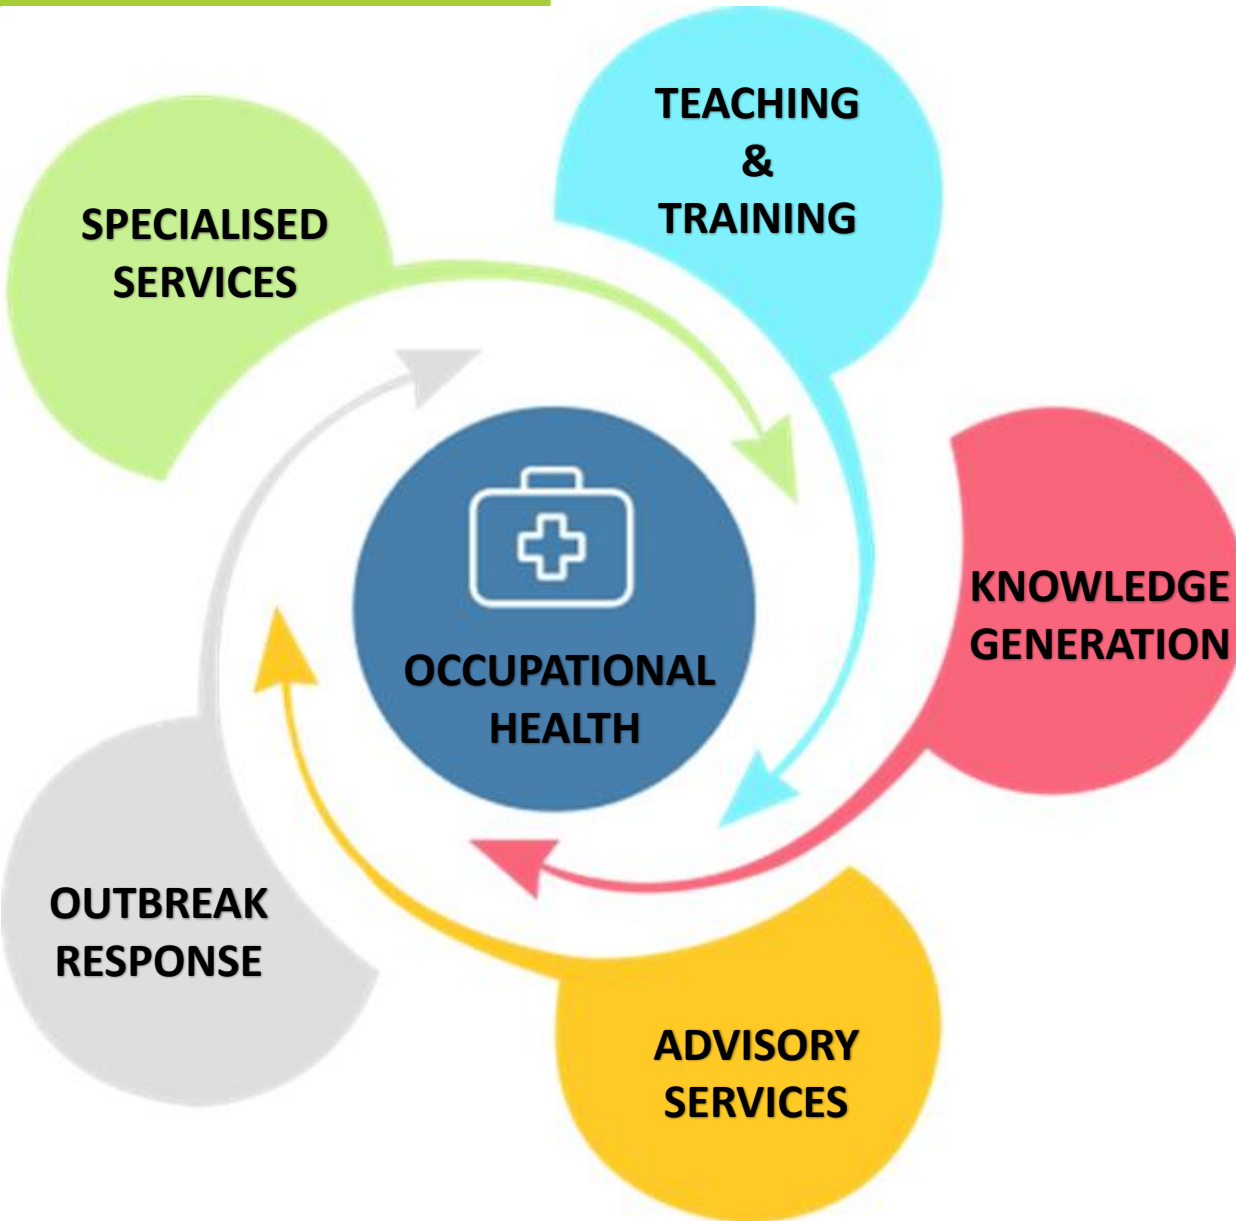 TEACHING
&
TRAINING
SPECIALISED
SERVICES
KNOWLEDGE
GENERATION
OCCUPATIONAL
HEALTH
OUTBREAK
RESPONSE
ADVISORY
SERVICES